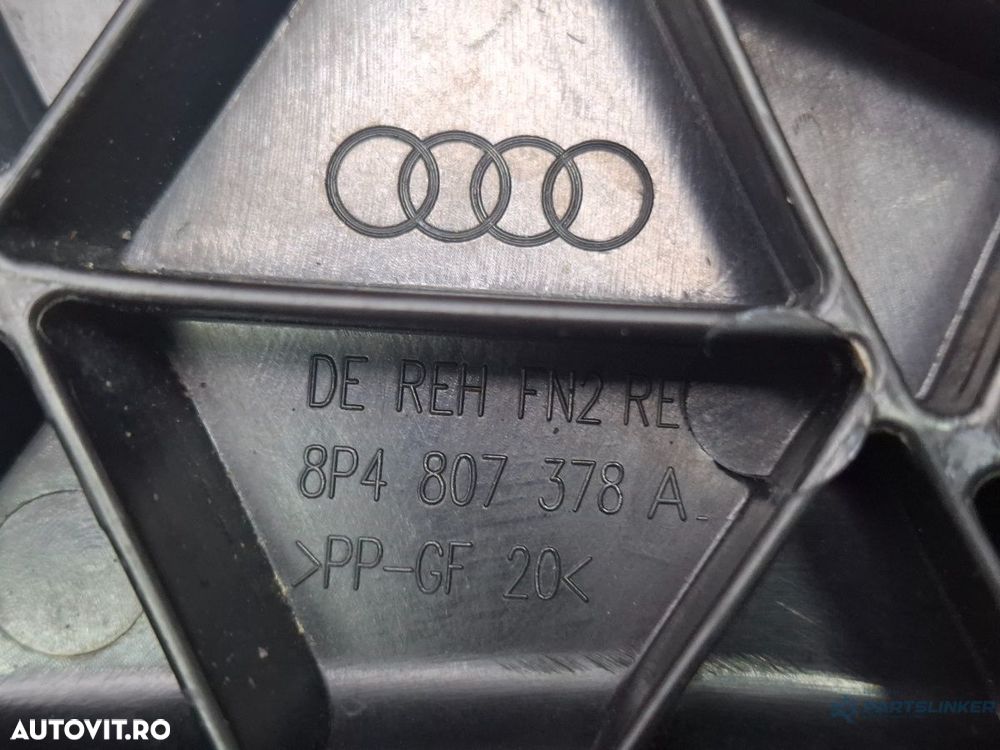 DE REH FN2 RE
8P4 807 378 A
>PP-GF 20<
AUTOVIT.RO
PARTSLINKER